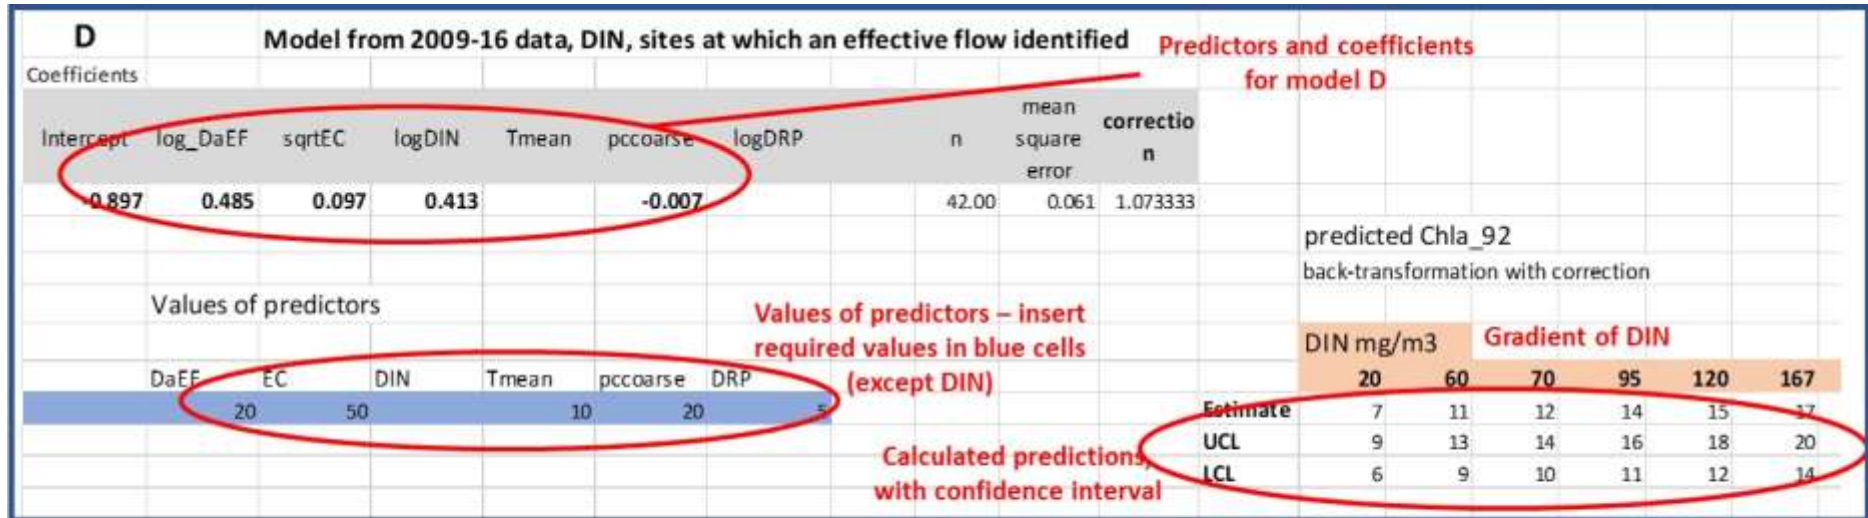 D Model from 2009-16 data, DIN, sites at which an effective flow identified
Predictors and coefficients
for model D
Coefficients
Intercept log_DaEF sqrtEC logDIN Tmean pccoarse logDRP n mean square error correctio n
-0.897 0.485 0.097 0.413 -0.007 42.00 0.061 1.073333
predicted Chla_92
back-transformation with correction
Values of predictors
Values of predictors – insert
required values in blue cells
(except DIN)
DIN mg/m3 Gradient of DIN
DaEF EC DIN Tmean pccoarse DRP
20 50 10 20 5
20 60 70 95 120 167
Estimate 7 11 12 14 15 17
UCL 9 13 14 16 18 20
LCL 6 9 10 11 12 14
Calculated predictions,
with confidence interval